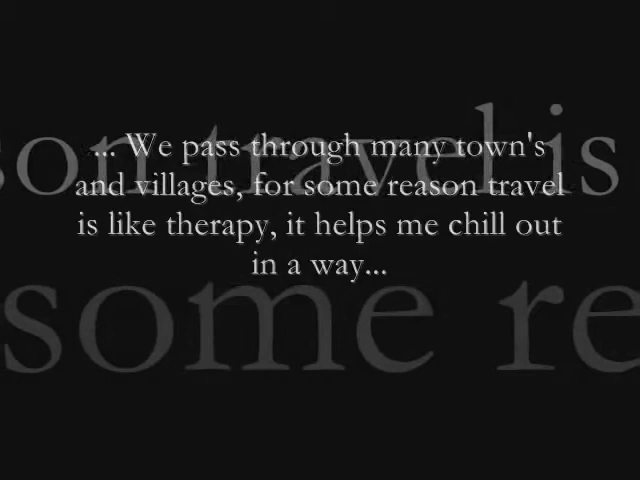 ... We pass through many town's
and villages, for some reason travel
is like therapy, it helps me chill out
in a way...
son travel is
some re